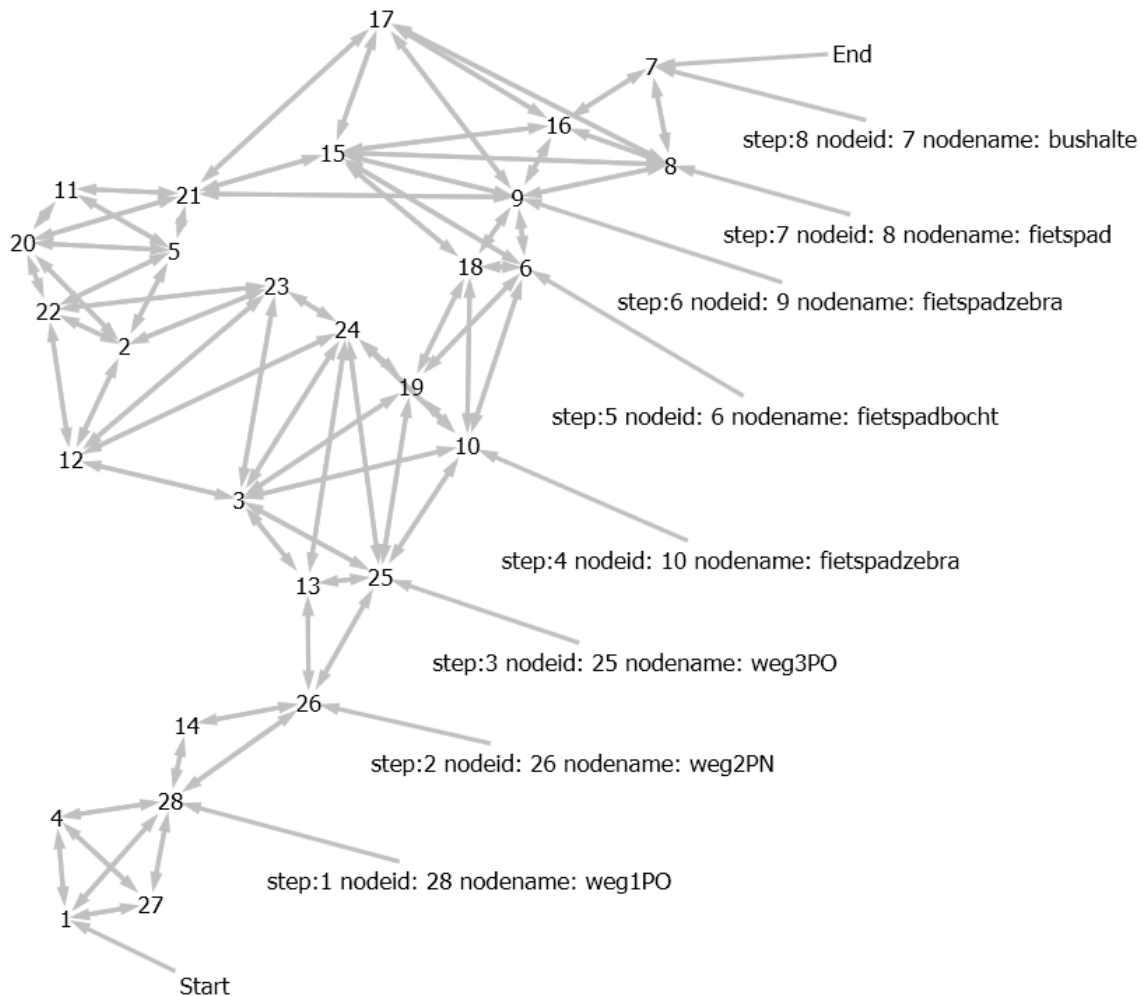 17
7
End
16
step:8 nodeid: 7 nodename: bushalte
15
8
11
21
9
step:7 nodeid: 8 nodename: fietspad
20
5
18
6
23
step:6 nodeid: 9 nodename: fietspadzebra
22
24
2
19
step:5 nodeid: 6 nodename: fietspadbocht
12
10
3
step:4 nodeid: 10 nodename: fietspadzebra
13
25
step:3 nodeid: 25 nodename: weg3PO
26
14
step:2 nodeid: 26 nodename: weg2PN
28
4
step:1 nodeid: 28 nodename: weg1PO
27
1
Start